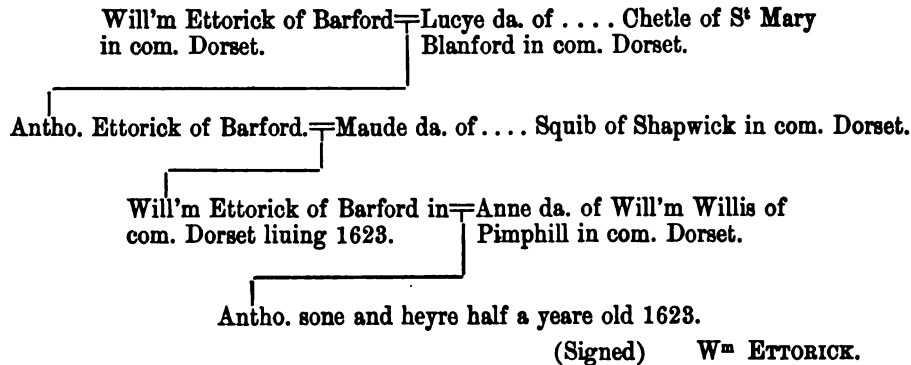 Will'm Ettorick of Barford=Lucye da. of .... Chetle of Sᵗ Mary
in com. Dorset. Blanford in com. Dorset.
Antho. Ettorick of Barford.=Maude da. of .... Squib of Shapwick in com. Dorset.
Will'm Ettorick of Barford in=Anne da. of Will'm Willis of
com. Dorset liuing 1623. Pimphill in com. Dorset.
Antho. sone and heyre half a yeare old 1623.
(Signed) Wᵐ ETTORICK.